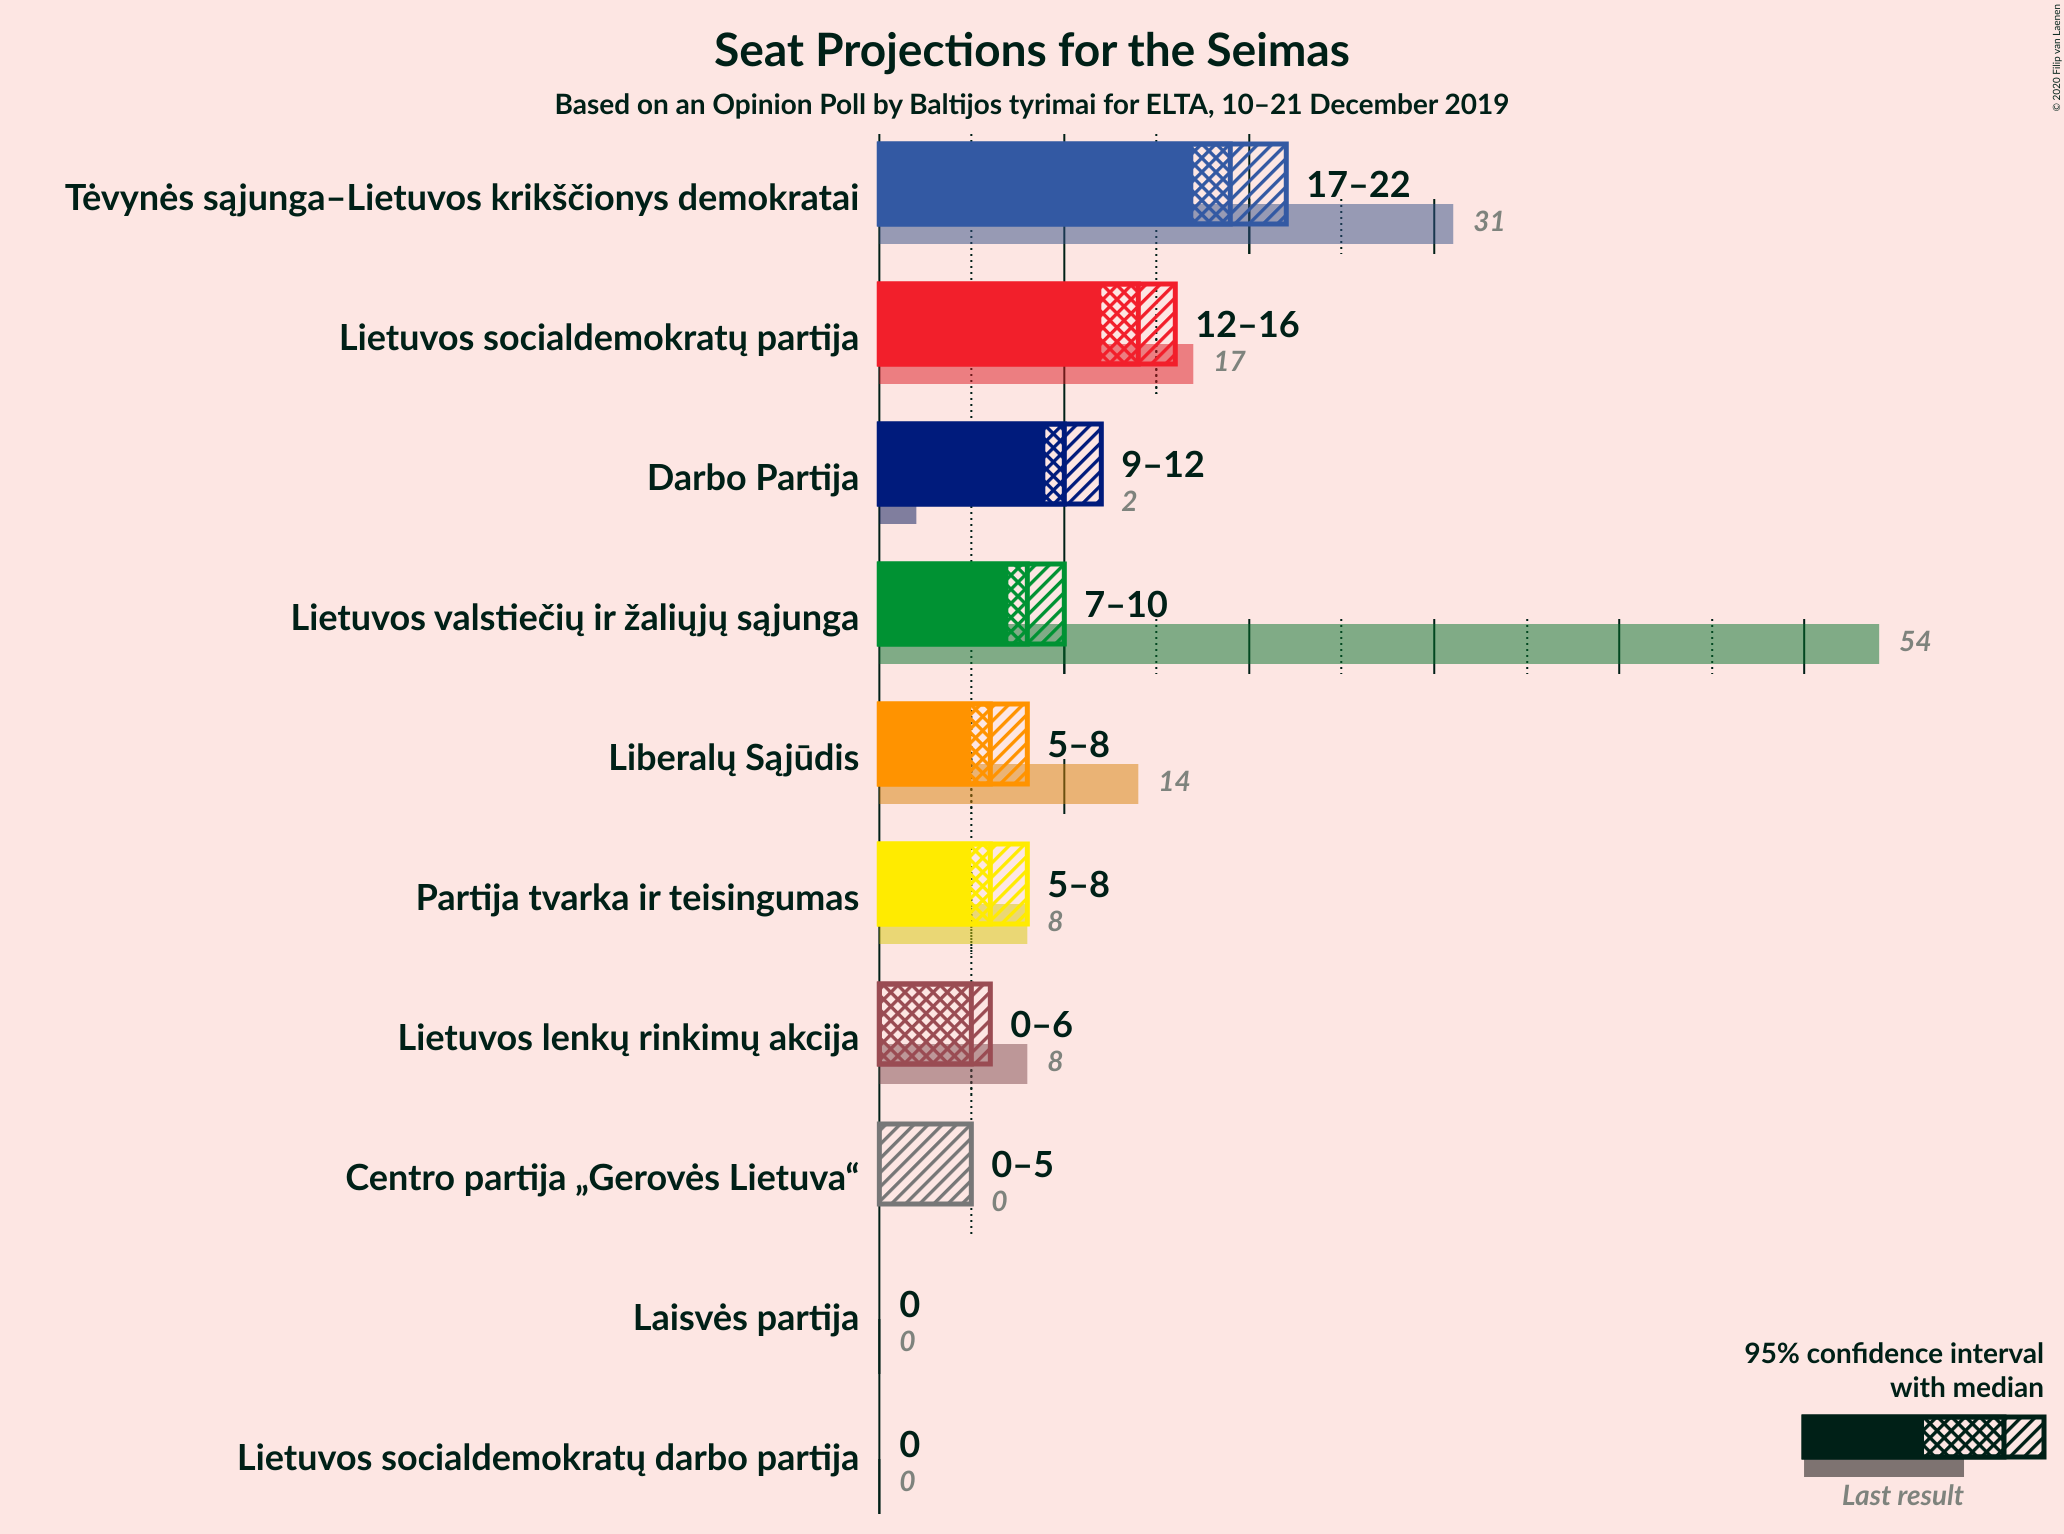 Seat Projections for the Seimas
Based on an Opinion Poll by Baltijos tyrimai for ELTA, 10–21 December 2019
© 2020 Filip van Laenen
Tėvynės sąjunga–Lietuvos krikščionys demokratai
17–22
31
Lietuvos socialdemokratų partija
12–16
17
Darbo Partija
9–12
2
Lietuvos valstiečių ir žaliųjų sąjunga
7–10
54
Liberalų Sąjūdis
5–8
14
Partija tvarka ir teisingumas
5–8
8
Lietuvos lenkų rinkimų akcija
0–6
8
Centro partija „Gerovės Lietuva“
0–5
0
Laisvės partija
0
0
Lietuvos socialdemokratų darbo partija
0
0
95% confidence interval
with median
Last result